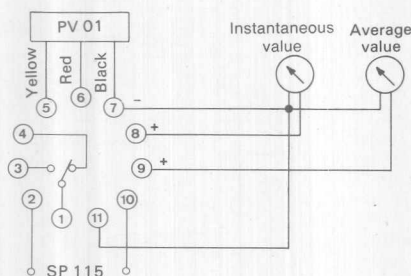 PV 01
Instantaneous
value
Average
value
Yellow
Red
Black
5
6
7
−
4
8
+
3
9
+
2
1
11
10
SP 115